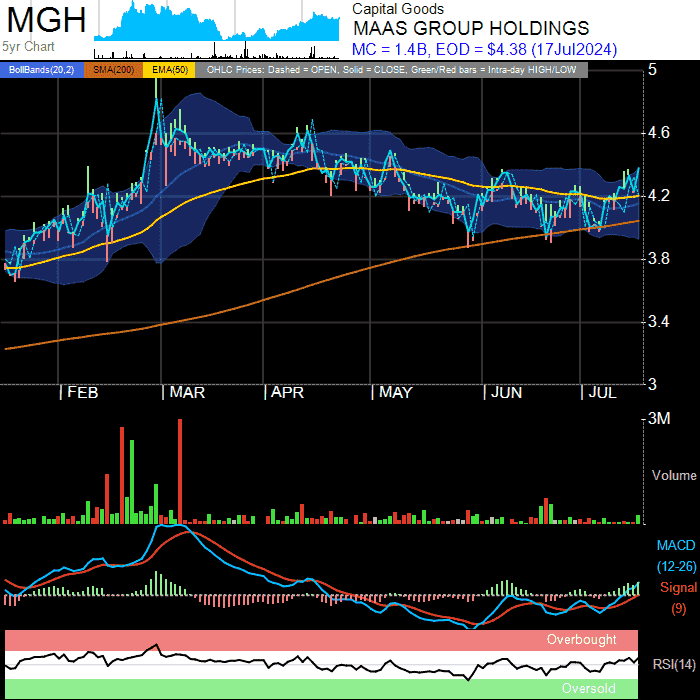 MGH
5yr Chart
Capital Goods
MAAS GROUP HOLDINGS
MC = 1.4B, EOD = $4.38 (17Jul2024)
BollBands(20,2) SMA(200) EMA(50) OHLC Prices: Dashed = OPEN, Solid = CLOSE, Green/Red bars = Intra-day HIGH/LOW
5
4.6
4.2
3.8
3.4
3
FEB MAR APR MAY JUN JUL
3M
Volume
MACD
(12-26)
Signal
(9)
Overbought
RSI(14)
Oversold